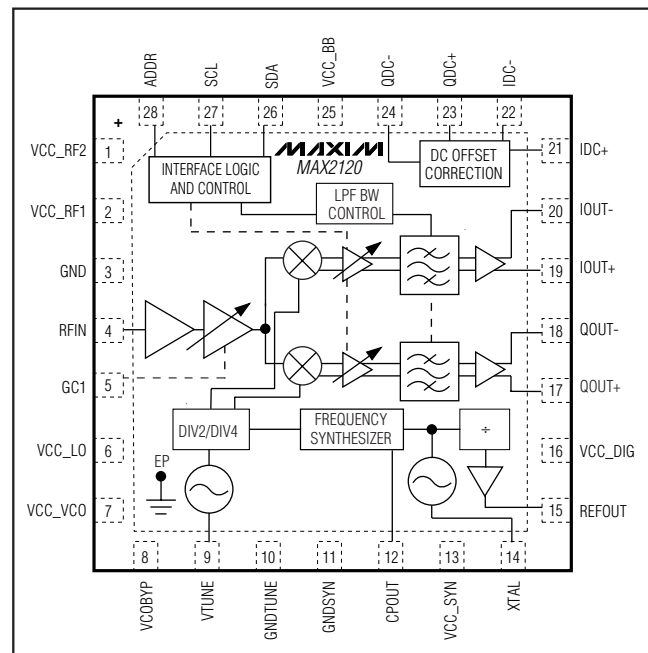 ADDR
SCL
SDA
VCC_BB
QDC-
QDC+
IDC-
28
27
26
25
24
23
22
+
VCC_RF2
1
VCC_RF1
2
GND
3
RFIN
4
GC1
5
VCC_LO
6
VCC_VCO
7
INTERFACE LOGIC
AND CONTROL
MAXIM
MAX2120
DC OFFSET
CORRECTION
LPF BW
CONTROL
DIV2/DIV4
FREQUENCY
SYNTHESIZER
÷
EP
21
IDC+
20
IOUT-
19
IOUT+
18
QOUT-
17
QOUT+
16
VCC_DIG
15
REFOUT
8
9
10
11
12
13
14
VCOBYP
VTUNE
GNDTUNE
GNDSYN
CPOUT
VCC_SYN
XTAL